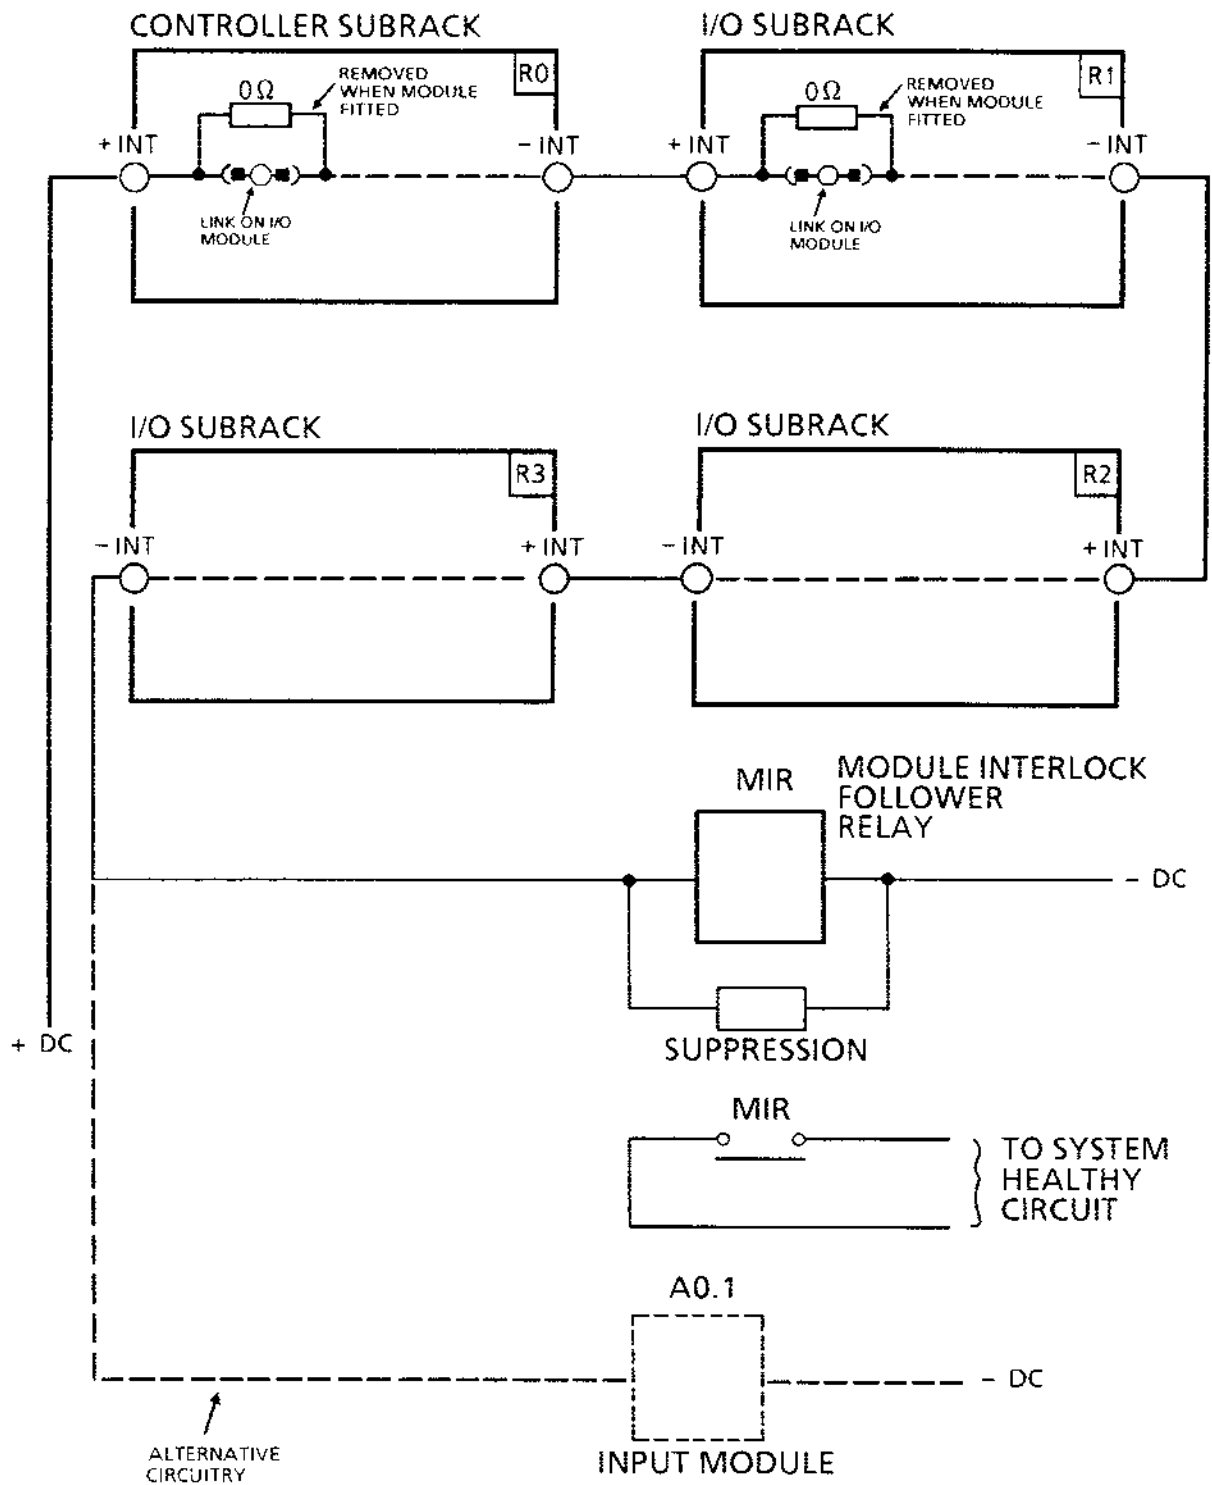 CONTROLLER SUBRACK
R0
0Ω
REMOVED
WHEN MODULE
FITTED
+ INT
- INT
LINK ON I/O
MODULE
I/O SUBRACK
R1
0Ω
REMOVED
WHEN MODULE
FITTED
+ INT
- INT
LINK ON I/O
MODULE
I/O SUBRACK
R3
- INT
+ INT
I/O SUBRACK
R2
- INT
+ INT
MIR
MODULE INTERLOCK
FOLLOWER
RELAY
- DC
+ DC
SUPPRESSION
MIR
TO SYSTEM
HEALTHY
CIRCUIT
A0.1
- DC
INPUT MODULE
ALTERNATIVE
CIRCUITRY